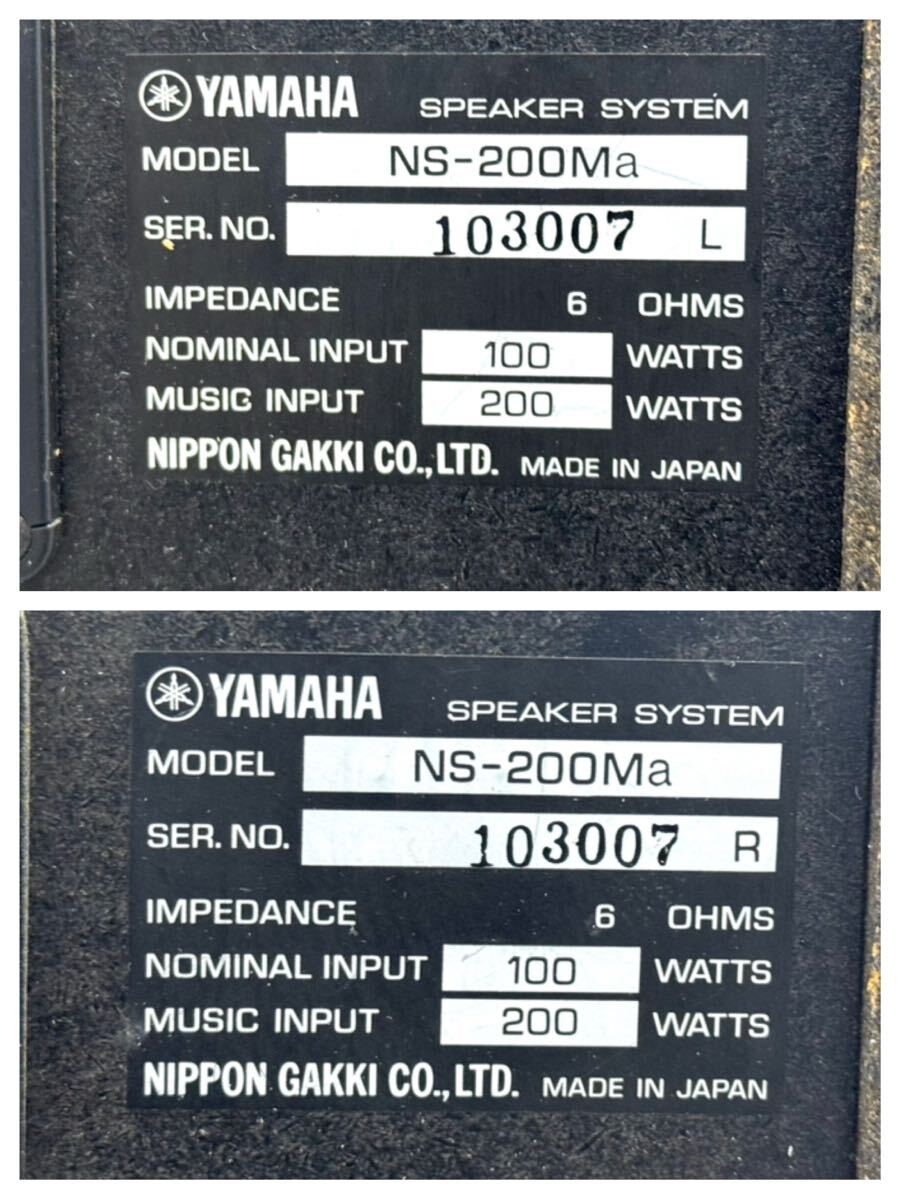 YAMAHA SPEAKER SYSTEM
MODEL NS-200Ma
SER. NO. 103007 L
IMPEDANCE 6 OHMS
NOMINAL INPUT 100 WATTS
MUSIC INPUT 200 WATTS
NIPPON GAKKI CO., LTD. MADE IN JAPAN
YAMAHA SPEAKER SYSTEM
MODEL NS-200Ma
SER. NO. 103007 R
IMPEDANCE 6 OHMS
NOMINAL INPUT 100 WATTS
MUSIC INPUT 200 WATTS
NIPPON GAKKI CO., LTD. MADE IN JAPAN